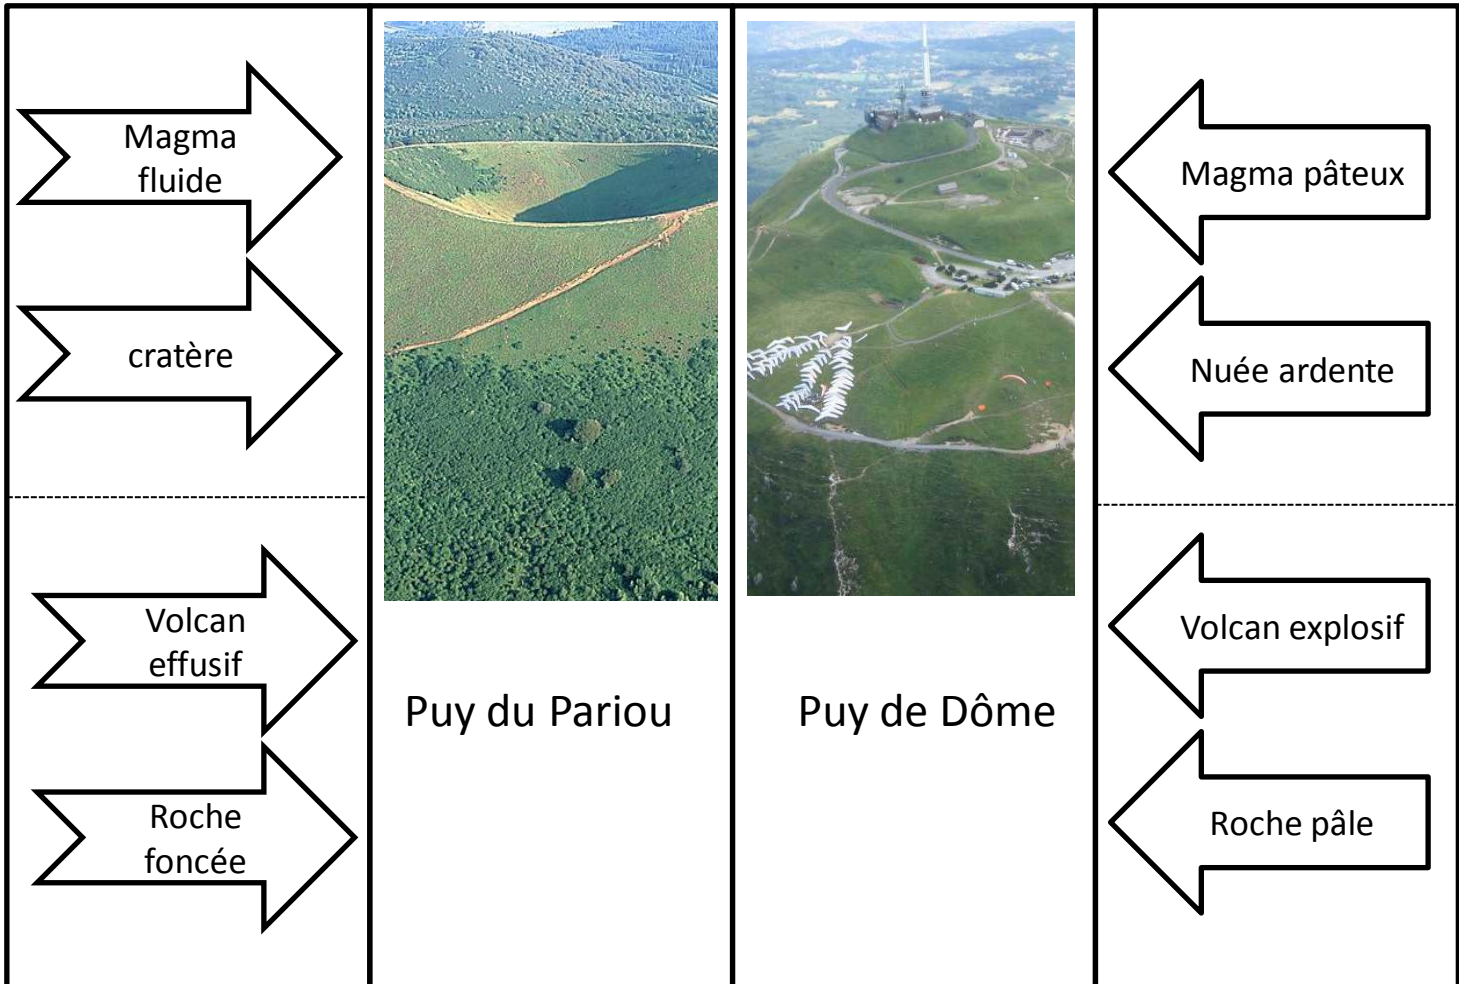 Magma
fluide
cratère
Volcan
effusif
Roche
foncée
Puy du Pariou
Puy de Dôme
Magma pâteux
Nuée ardente
Volcan explosif
Roche pâle